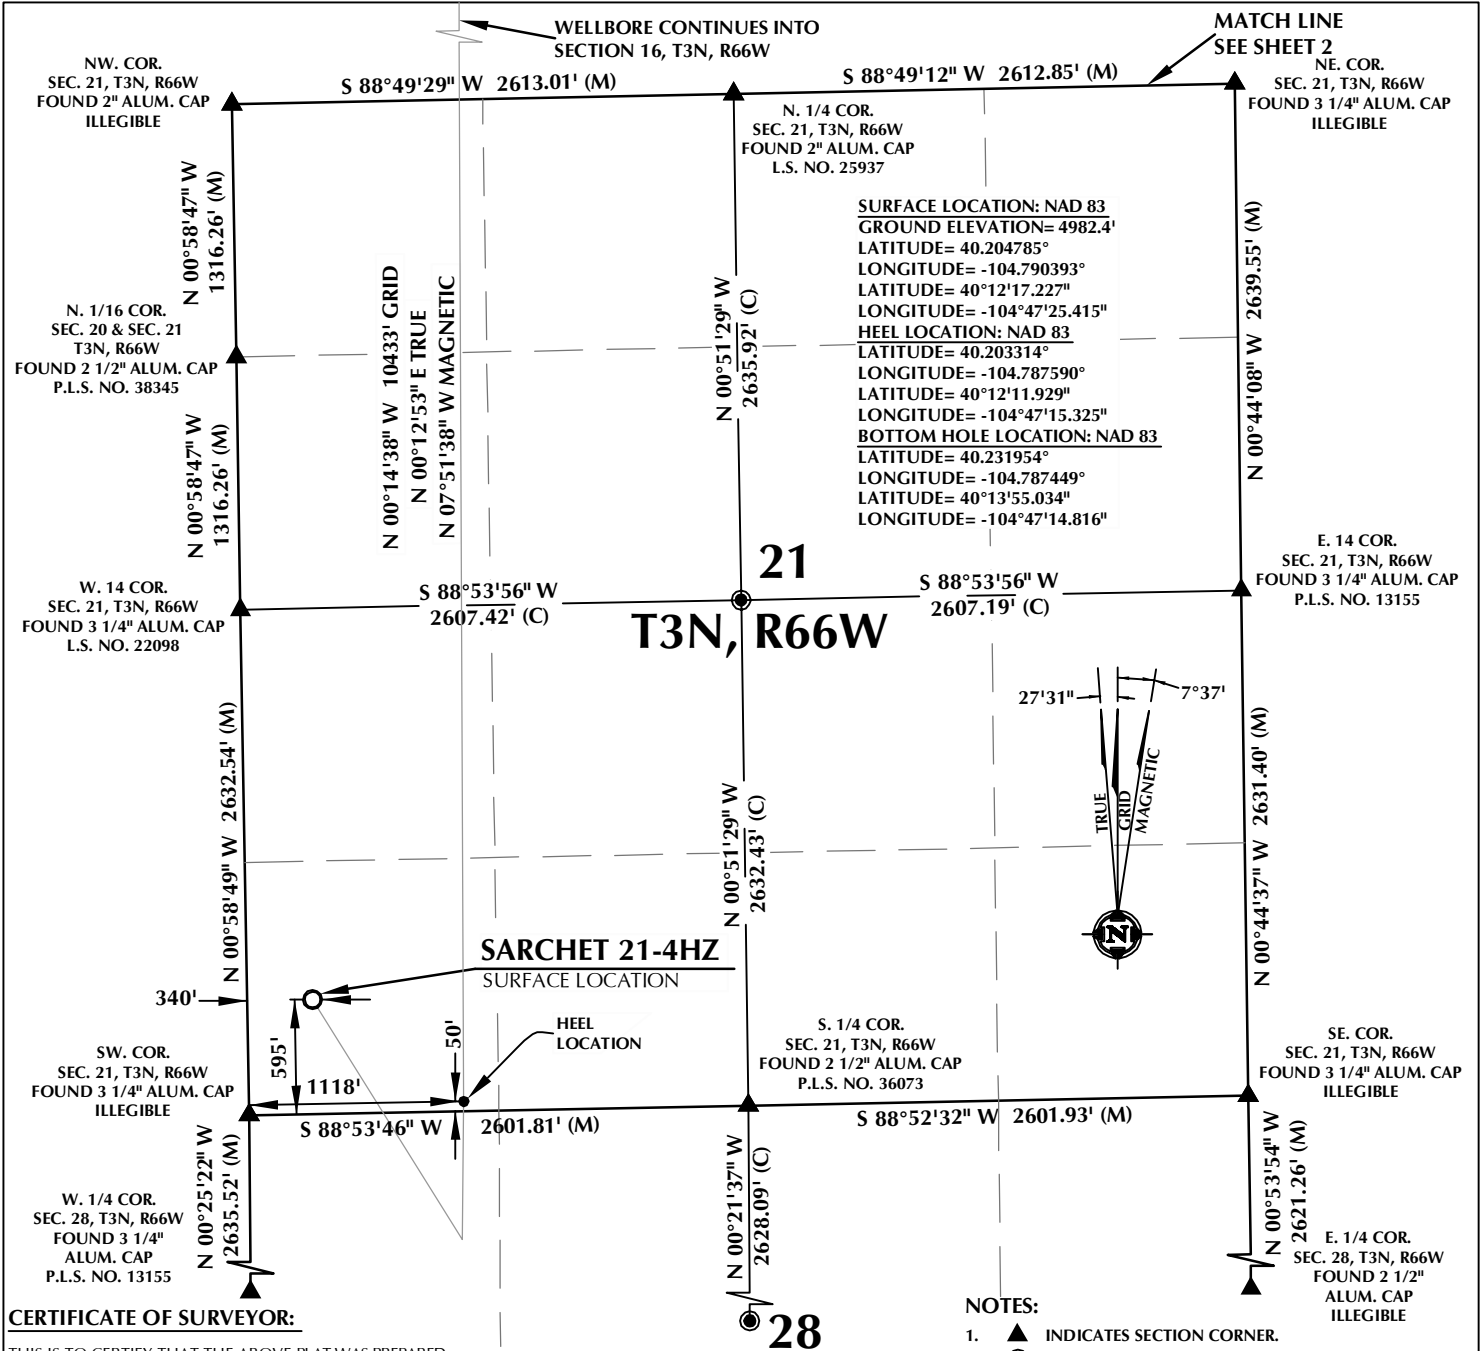 WELLBORE CONTINUES INTO
SECTION 16, T3N, R66W
MATCH LINE
SEE SHEET 2
NW. COR.
SEC. 21, T3N, R66W
FOUND 2" ALUM. CAP
ILLEGIBLE
S 88°49'29" W 2613.01' (M)
S 88°49'12" W 2612.85' (M)
NE. COR.
SEC. 21, T3N, R66W
FOUND 3 1/4" ALUM. CAP
ILLEGIBLE
N. 1/4 COR.
SEC. 21, T3N, R66W
FOUND 2" ALUM. CAP
L.S. NO. 25937
N 00°58'47" W
1316.26' (M)
SURFACE LOCATION: NAD 83
GROUND ELEVATION= 4982.4'
LATITUDE= 40.204785°
LONGITUDE= -104.790393°
LATITUDE= 40°12'17.227"
LONGITUDE= -104°47'25.415"
HEEL LOCATION: NAD 83
LATITUDE= 40.203314°
LONGITUDE= -104.787590°
LATITUDE= 40°12'11.929"
LONGITUDE= -104°47'15.325"
BOTTOM HOLE LOCATION: NAD 83
LATITUDE= 40.231954°
LONGITUDE= -104.787449°
LATITUDE= 40°13'55.034"
LONGITUDE= -104°47'14.816"
N 00°44'08" W 2639.55' (M)
N. 1/16 COR.
SEC. 20 & SEC. 21
T3N, R66W
FOUND 2 1/2" ALUM. CAP
P.L.S. NO. 38345
N 00°14'38" W 10433' GRID
N 00°12'53" E TRUE
N 07°51'38" W MAGNETIC
N 00°51'29" W
2635.92' (C)
N 00°58'47" W
1316.26' (M)
W. 14 COR.
SEC. 21, T3N, R66W
FOUND 3 1/4" ALUM. CAP
L.S. NO. 22098
S 88°53'56" W
2607.42' (C)
21
T3N, R66W
S 88°53'56" W
2607.19' (C)
E. 14 COR.
SEC. 21, T3N, R66W
FOUND 3 1/4" ALUM. CAP
P.L.S. NO. 13155
27'31"
7°37'
TRUE
GRID
MAGNETIC
N
N 00°58'49" W 2632.54' (M)
N 00°51'29" W
2632.43' (C)
N 00°44'37" W 2631.40' (M)
SARCHET 21-4HZ
SURFACE LOCATION
340'
595'
1118'
50'
HEEL
LOCATION
SW. COR.
SEC. 21, T3N, R66W
FOUND 3 1/4" ALUM. CAP
ILLEGIBLE
S. 1/4 COR.
SEC. 21, T3N, R66W
FOUND 2 1/2" ALUM. CAP
P.L.S. NO. 36073
SE. COR.
SEC. 21, T3N, R66W
FOUND 3 1/4" ALUM. CAP
ILLEGIBLE
S 88°53'46" W 2601.81' (M)
S 88°52'32" W 2601.93' (M)
W. 1/4 COR.
SEC. 28, T3N, R66W
FOUND 3 1/4"
ALUM. CAP
P.L.S. NO. 13155
N 00°25'22" W
2635.52' (M)
N 00°21'37" W
2628.09' (C)
N 00°53'54" W
2621.26' (M)
E. 1/4 COR.
SEC. 28, T3N, R66W
FOUND 2 1/2"
ALUM. CAP
ILLEGIBLE
28
CERTIFICATE OF SURVEYOR:
THIS IS TO CERTIFY THAT THE ABOVE PLAT WAS PREPARED
NOTES:
1. INDICATES SECTION CORNER.